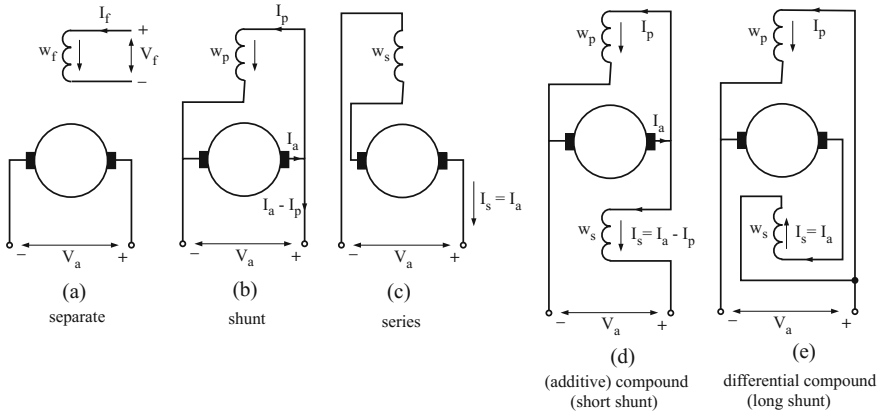 I_f
+
w_f
V_f
−
− V_a +
(a)
separate
I_p
w_p
I_a
I_a - I_p
− V_a +
(b)
shunt
w_s
I_s = I_a
− V_a +
(c)
series
w_p
I_p
I_a
w_s
I_s = I_a - I_p
− V_a +
(d)
(additive) compound
(short shunt)
w_p
I_p
w_s
I_s = I_a
− V_a +
(e)
differential compound
(long shunt)